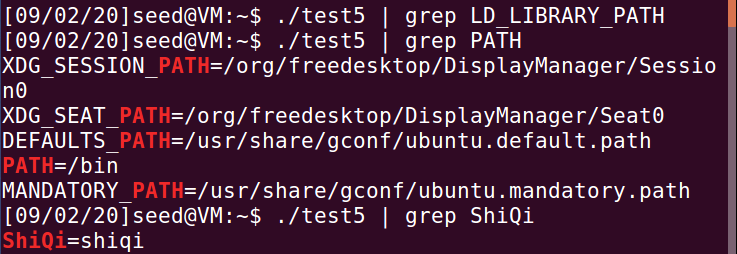 [09/02/20]seed@VM:~$ ./test5 | grep LD_LIBRARY_PATH
[09/02/20]seed@VM:~$ ./test5 | grep PATH
XDG_SESSION_PATH=/org/freedesktop/DisplayManager/Sessio
n0
XDG_SEAT_PATH=/org/freedesktop/DisplayManager/Seat0
DEFAULTS_PATH=/usr/share/gconf/ubuntu.default.path
PATH=/bin
MANDATORY_PATH=/usr/share/gconf/ubuntu.mandatory.path
[09/02/20]seed@VM:~$ ./test5 | grep ShiQi
ShiQi=shiqi